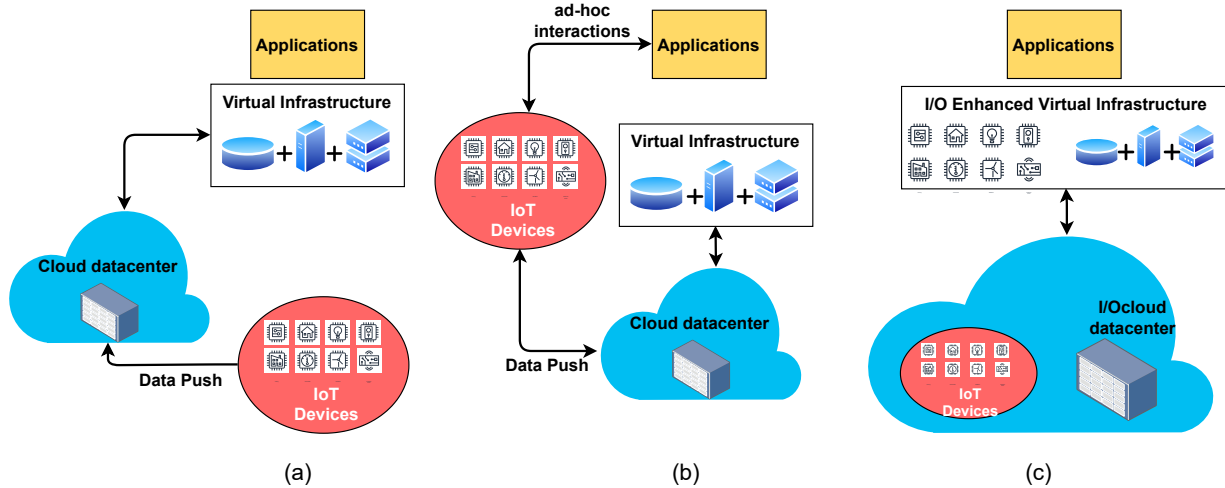 Applications
Virtual Infrastructure
+ +
Cloud datacenter
Data Push
IoT
Devices
(a)
ad-hoc
interactions
Applications
IoT
Devices
Virtual Infrastructure
+ +
Data Push
Cloud datacenter
(b)
Applications
I/O Enhanced Virtual Infrastructure
+ +
I/Ocloud
datacenter
IoT
Devices
(c)